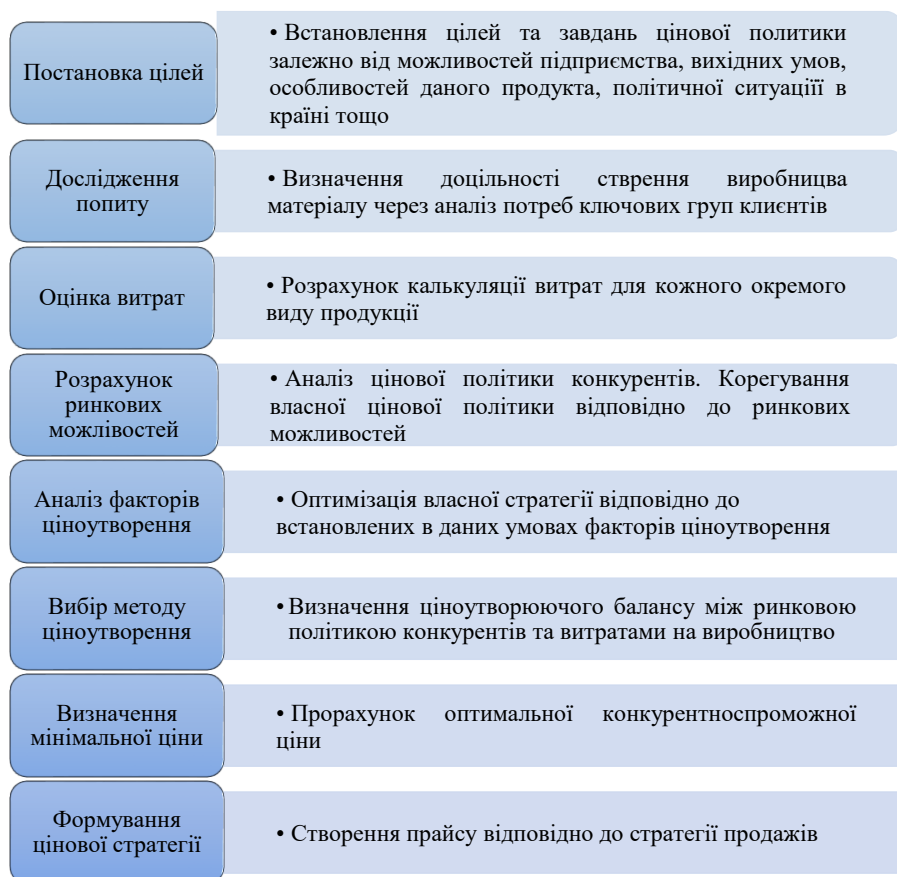 Постановка цілей
• Встановлення цілей та завдань цінової політики
залежно від можливостей підприємства, вихідних умов,
особливостей даного продукта, політичної ситуаціїї в
країні тощо
Дослідження
попиту
• Визначення доцільності стврення виробницва
матеріалу через аналіз потреб ключових груп клиєнтів
Оцінка витрат
• Розрахунок калькуляції витрат для кожного окремого
виду продукції
Розрахунок
ринкових
можлівостей
• Аналіз цінової політики конкурентів. Корегування
власної цінової політики відповідно до ринкових
можливостей
Аналіз факторів
ціноутворення
• Оптимізація власної стратегії відповідно до
встановлених в даних умовах факторів ціноутворення
Вибір методу
ціноутворення
• Визначення ціноутворюючого балансу між ринковою
політикою конкурентів та витратами на виробництво
Визначення
мінімальної ціни
• Прорахунок оптимальної конкурентноспроможної
ціни
Формування
цінової стратегії
• Створення прайсу відповідно до стратегії продажів